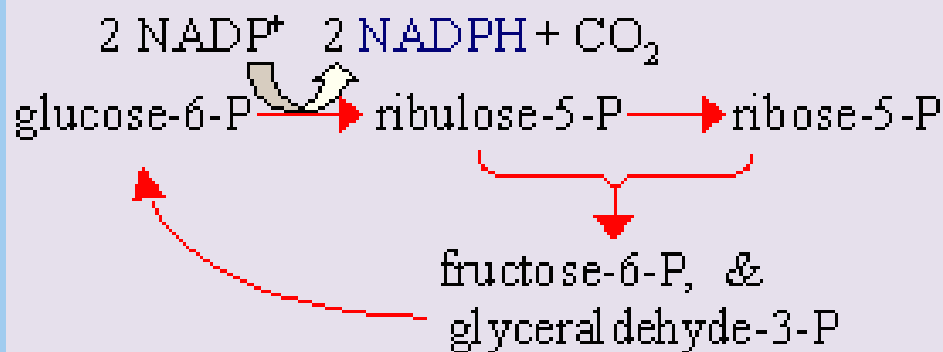 2 NADP⁺ 2 NADPH + CO₂
glucose-6-P ribulose-5-P ribose-5-P
fructose-6-P, &
glyceraldehyde-3-P